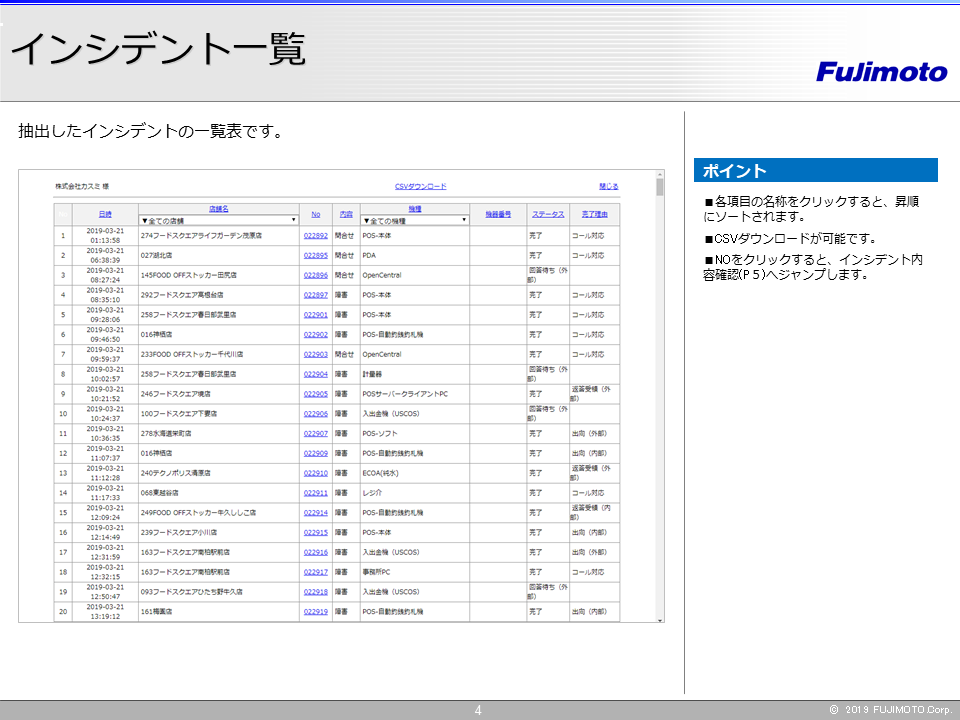 インシデント一覧
Fujimoto
抽出したインシデントの一覧表です。
株式会社カスミ 様 CSVダウンロード 閉じる
日時 店舗名 No 内容 機種 機器番号 ステータス 完了理由
▼全ての店舗 ▼全ての機種
1 2019-03-21 01:13:58 274フードスクエアライフガーデン茂原店 022892 問合せ POS-本体 完了 コール対応
2 2019-03-21 06:38:39 027湖北店 022895 問合せ PDA 完了 コール対応
3 2019-03-21 08:27:24 145FOOD OFFストッカー田尻店 022896 問合せ OpenCentral 回答待ち（外部）
4 2019-03-21 08:35:10 292フードスクエア高根台店 022897 障害 POS-本体 完了 コール対応
5 2019-03-21 09:28:06 258フードスクエア春日部武里店 022901 障害 POS-本体 完了 コール対応
6 2019-03-21 09:46:50 016神栖店 022902 障害 POS-自動釣銭釣札機 完了 コール対応
7 2019-03-21 09:59:37 233FOOD OFFストッカー千代川店 022903 問合せ OpenCentral 完了 コール対応
8 2019-03-21 10:02:57 258フードスクエア春日部武里店 022904 障害 計量器 回答待ち（外部）
9 2019-03-21 10:21:52 246フードスクエア境店 022905 障害 POSサーバークライアントPC 完了 返答受領（外部）
10 2019-03-21 10:24:37 100フードスクエア下妻店 022906 障害 入出金機（USCOS） 回答待ち（外部）
11 2019-03-21 10:36:35 278水海道栄町店 022907 障害 POS-ソフト 完了 出向（外部）
12 2019-03-21 11:07:37 016神栖店 022909 障害 POS-自動釣銭釣札機 完了 出向（内部）
13 2019-03-21 11:12:28 240テクノポリス清原店 022910 障害 ECOA(純水) 完了 返答受領（外部）
14 2019-03-21 11:17:33 068東越谷店 022911 障害 レジ介 完了 コール対応
15 2019-03-21 12:09:24 249FOOD OFFストッカー牛久ししこ店 022914 障害 POS-自動釣銭釣札機 完了 返答受領（内部）
16 2019-03-21 12:14:49 239フードスクエア小川店 022915 障害 POS-本体 完了 出向（内部）
17 2019-03-21 12:31:59 163フードスクエア南柏駅前店 022916 障害 入出金機（USCOS） 完了 出向（外部）
18 2019-03-21 12:32:15 163フードスクエア南柏駅前店 022917 障害 事務所PC 完了 コール対応
19 2019-03-21 12:50:47 093フードスクエアひたち野牛久店 022918 障害 入出金機（USCOS） 回答待ち（外部）
20 2019-03-21 13:19:12 161梅園店 022919 障害 POS-自動釣銭釣札機 完了 出向（内部）
ポイント
■各項目の名称をクリックすると、昇順
にソートされます。
■CSVダウンロードが可能です。
■NOをクリックすると、インシデント内
容確認(P５)へジャンプします。
4
© 2019 FUJIMOTO.Corp.